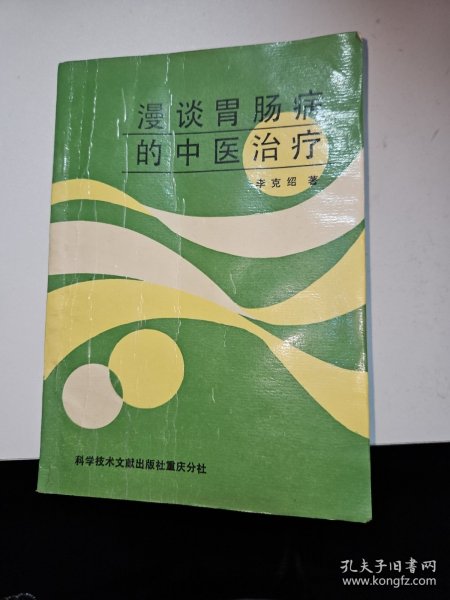 漫谈胃肠病
的中医治疗
李克绍 著
科学技术文献出版社重庆分社
孔夫子旧书网
www.kongfz.com